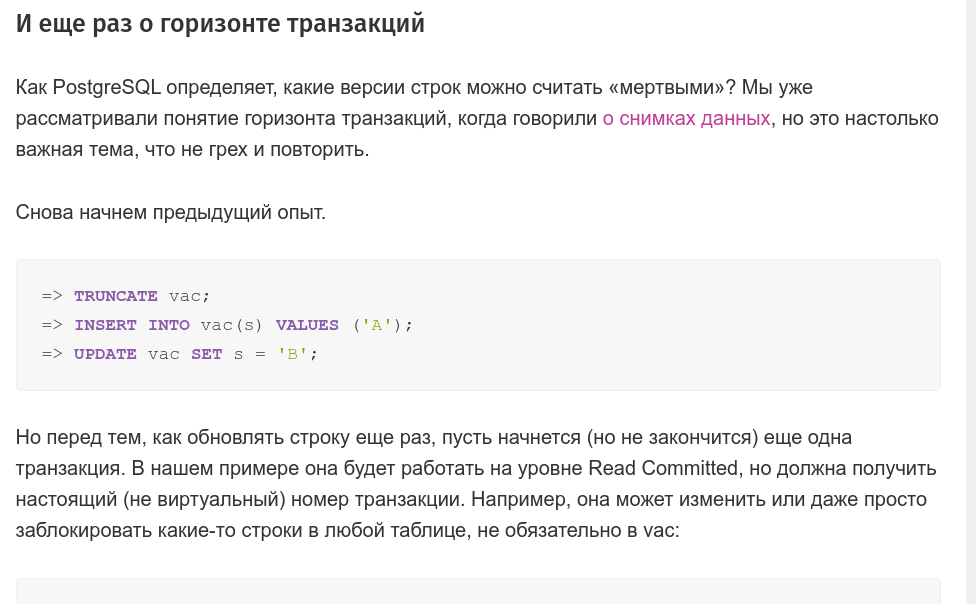 И еще раз о горизонте транзакций
Как PostgreSQL определяет, какие версии строк можно считать «мертвыми»? Мы уже
рассматривали понятие горизонта транзакций, когда говорили о снимках данных, но это настолько
важная тема, что не грех и повторить.
Снова начнем предыдущий опыт.
=> TRUNCATE vac;
=> INSERT INTO vac(s) VALUES ('A');
=> UPDATE vac SET s = 'B';
Но перед тем, как обновлять строку еще раз, пусть начнется (но не закончится) еще одна
транзакция. В нашем примере она будет работать на уровне Read Committed, но должна получить
настоящий (не виртуальный) номер транзакции. Например, она может изменить или даже просто
заблокировать какие-то строки в любой таблице, не обязательно в vac: